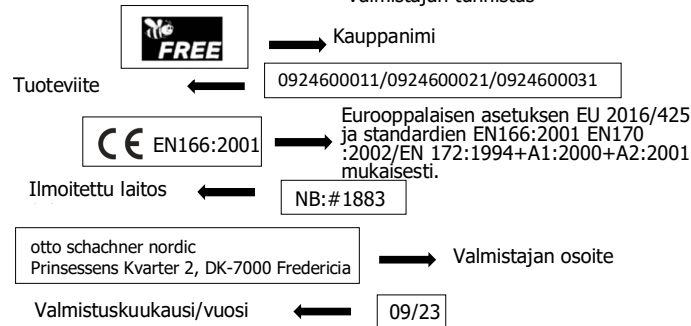 Valmistajan tunnistus
FREE
Kauppanimi
Tuoteviite
0924600011/0924600021/0924600031
CE EN166:2001
Eurooppalaisen asetuksen EU 2016/425
ja standardien EN166:2001 EN170
:2002/EN 172:1994+A1:2000+A2:2001
mukaisesti.
Ilmoitettu laitos
NB:#1883
otto schachner nordic
Prinsessens Kvarter 2, DK-7000 Fredericia
Valmistajan osoite
Valmistuskuukausi/vuosi
09/23